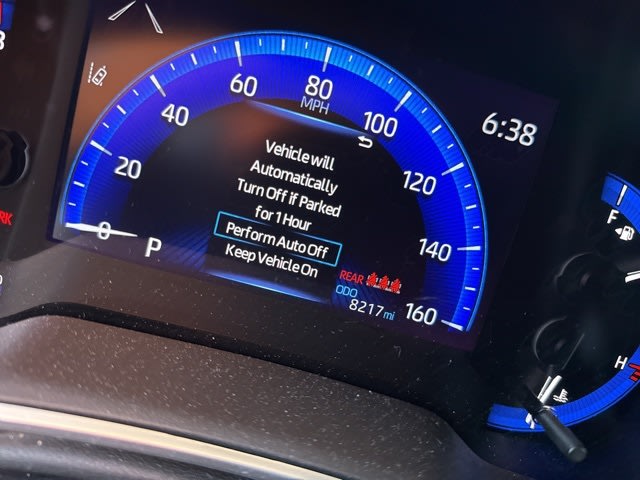 60
80
MPH
100
40
120
20
140
0
160
6:38
Vehicle will
Automatically
Turn Off if Parked
for 1 Hour
Perform Auto Off
Keep Vehicle On
P
REAR
ODO
8217 mi
F
H
RK